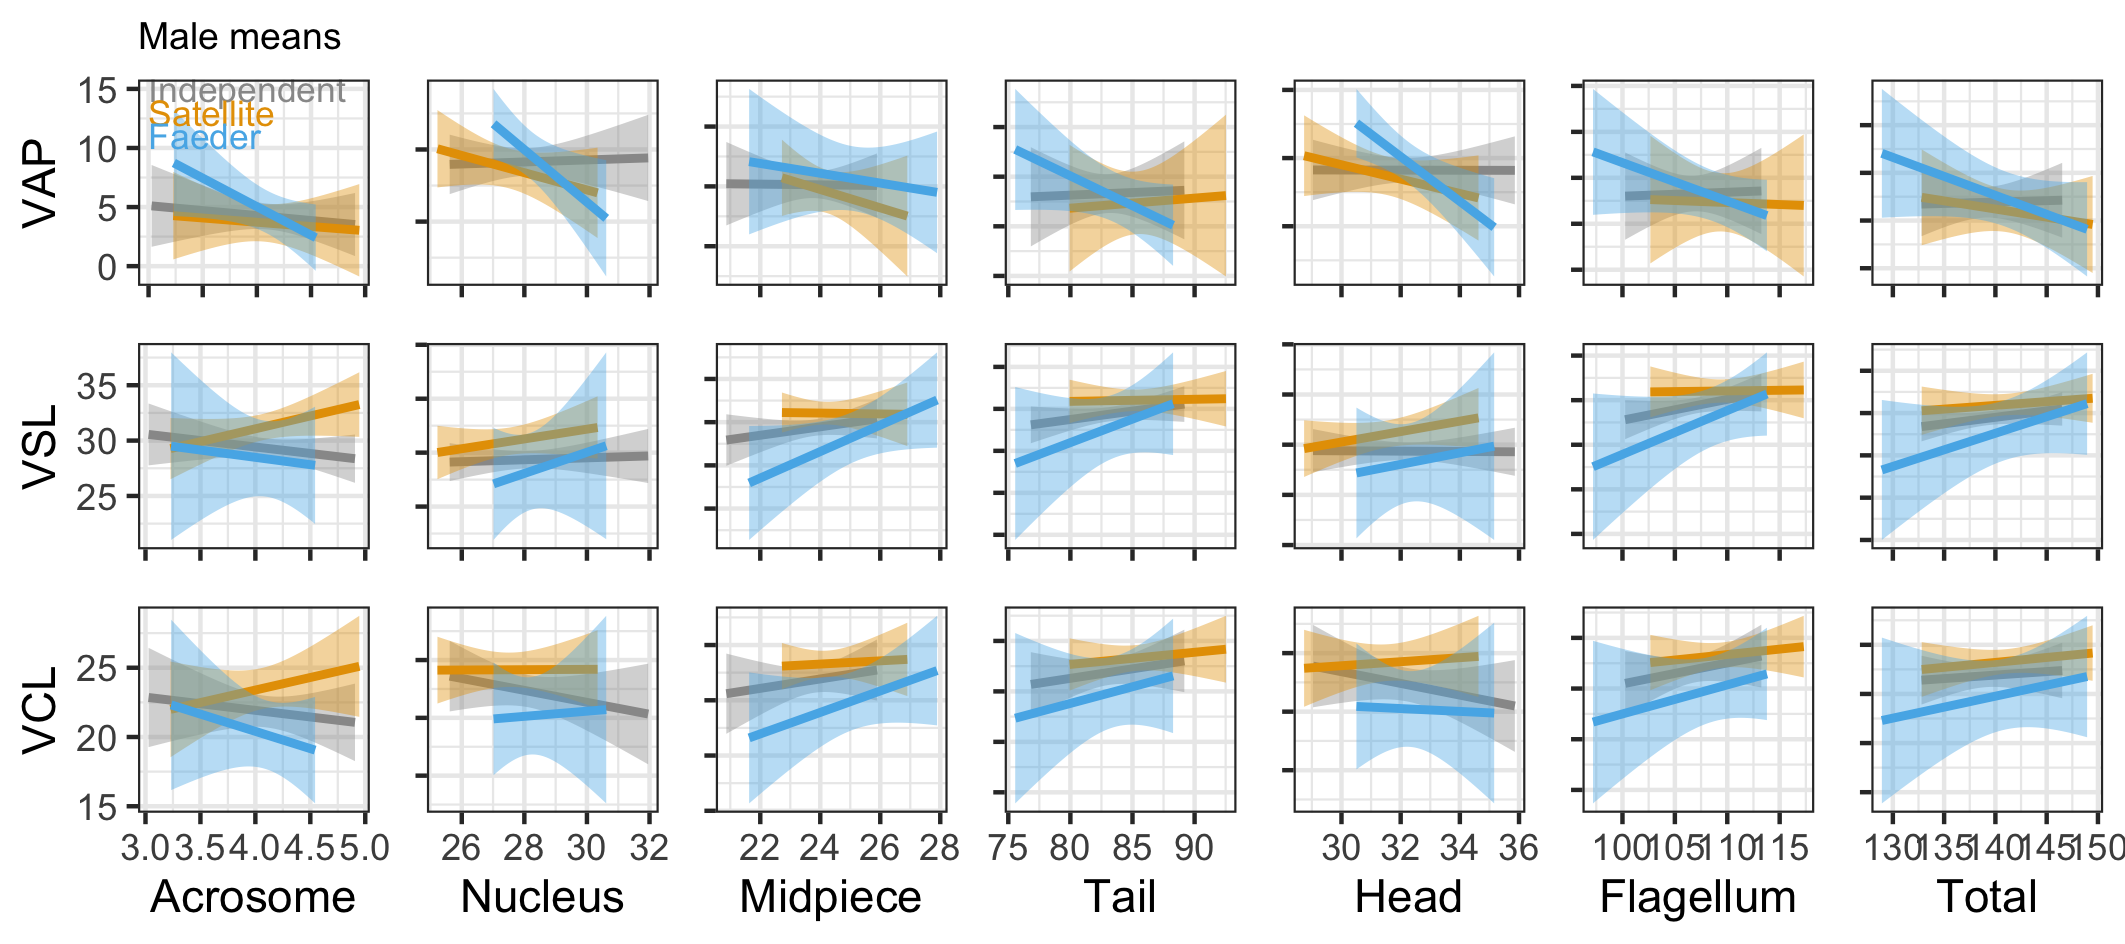 Male means
Independent
Satellite
Faeder
VAP
15
10
5
0
VSL
35
30
25
VCL
25
20
15
3.0 3.5 4.0 4.5 5.0
26 28 30 32
22 24 26 28
75 80 85 90
30 32 34 36
100 105 110 115
130 135 140 145 150
Acrosome Nucleus Midpiece Tail Head Flagellum Total